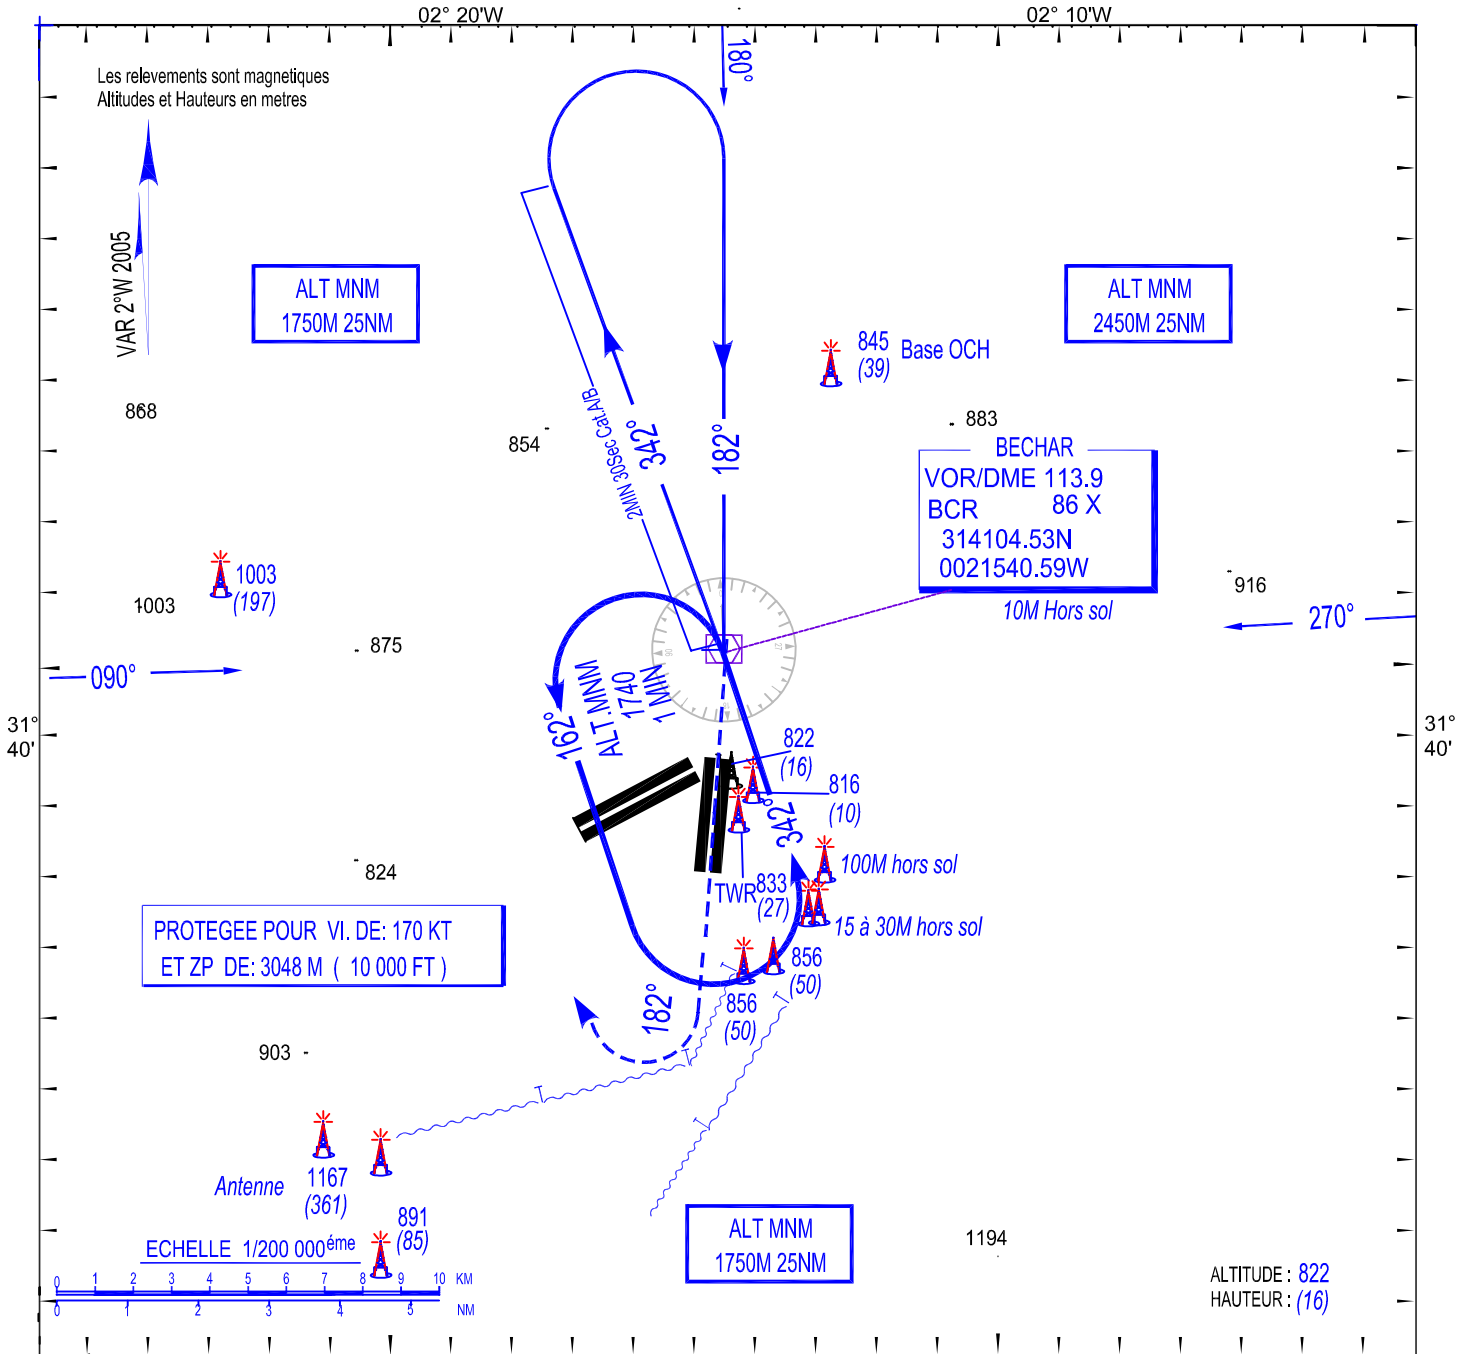 02° 20'W
02° 10'W
180°
Les relevements sont magnetiques
Altitudes et Hauteurs en metres
VAR 2°W 2005
ALT MNM
1750M 25NM
ALT MNM
2450M 25NM
845
(39)
Base OCH
868
854
883
2MIN 30Sec Cat.A/B
342°
182°
BECHAR
VOR/DME 113.9
BCR 86 X
314104.53N
0021540.59W
10M Hors sol
1003
(197)
1003
916
270°
875
090°
27
90
31°
40'
31°
40'
162°
ALT.MNM
1740
1 MIN
822
(16)
816
(10)
342°
824
100M hors sol
TWR
833
(27)
15 à 30M hors sol
PROTEGEE POUR VI. DE: 170 KT
ET ZP DE: 3048 M ( 10 000 FT )
856
(50)
856
(50)
182°
903
Antenne
1167
(361)
891
(85)
ALT MNM
1750M 25NM
1194
ECHELLE 1/200 000éme
0 1 2 3 4 5 6 7 8 9 10 KM
0 1 2 3 4 5 NM
ALTITUDE : 822
HAUTEUR : (16)